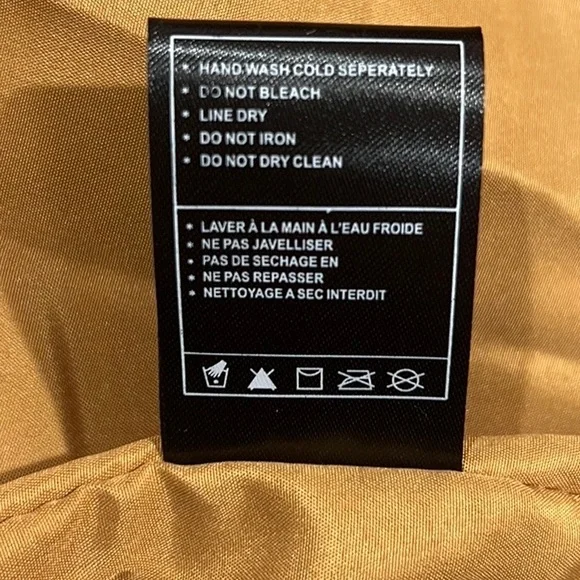 • HAND WASH COLD SEPERATELY
• DO NOT BLEACH
• LINE DRY
• DO NOT IRON
• DO NOT DRY CLEAN
• LAVER À LA MAIN À L'EAU FROIDE
• NE PAS JAVELLISER
• PAS DE SECHAGE EN
• NE PAS REPASSER
• NETTOYAGE A SEC INTERDIT